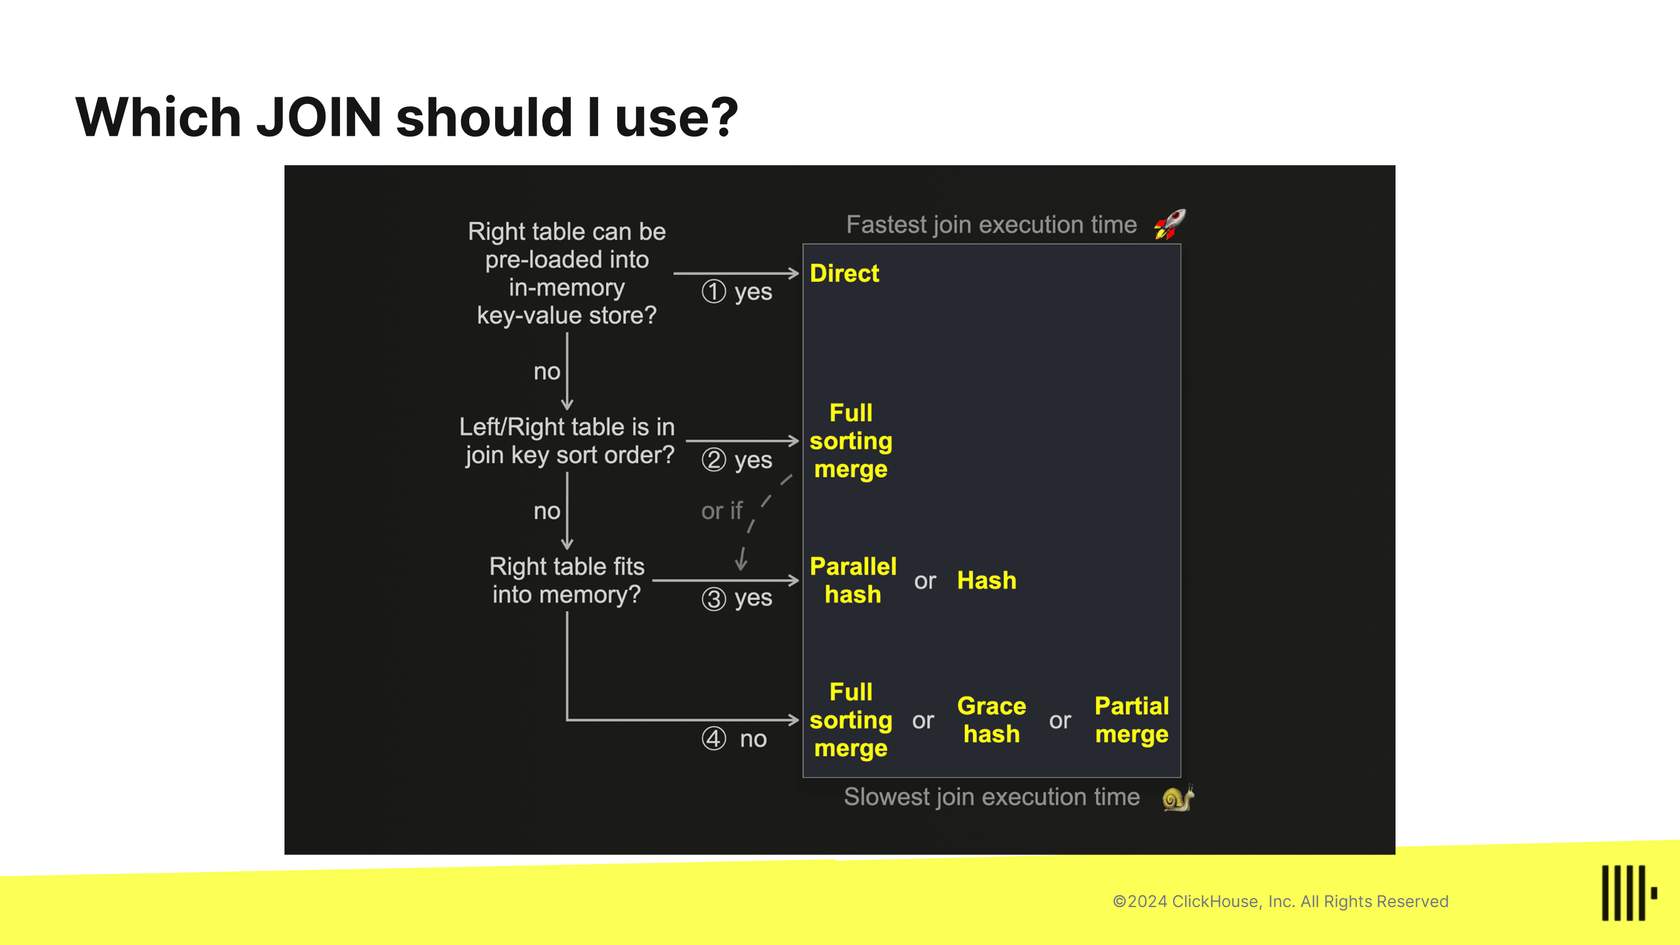 Which JOIN should I use?
Fastest join execution time
Right table can be
pre-loaded into
in-memory
key-value store?
① yes
Direct
no
Left/Right table is in
join key sort order?
② yes
Full
sorting
merge
or if
no
Right table fits
into memory?
③ yes
Parallel
hash
or
Hash
④ no
Full
sorting
merge
or
Grace
hash
or
Partial
merge
Slowest join execution time
©2024 ClickHouse, Inc. All Rights Reserved